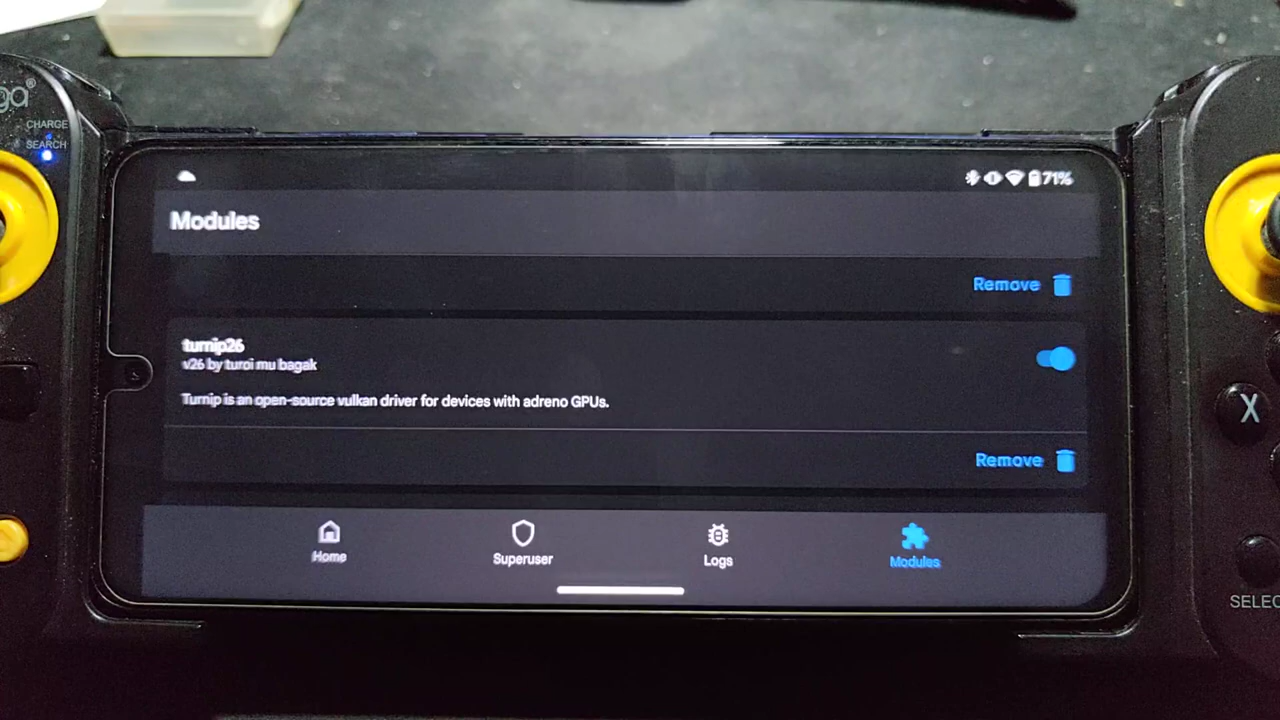 ga®
CHARGE
SEARCH
71%
Modules
Remove
turnip26
v26 by turoi mu bagak
Turnip is an open-source vulkan driver for devices with adreno GPUs.
Remove
Home
Superuser
Logs
Modules
X
SELEC